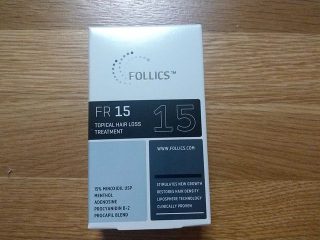 FOLLICS™
FR 15
TOPICAL HAIR LOSS
TREATMENT
15
WWW.FOLLICS.COM
15% MINOXIDIL USP
MENTHOL
ADENOSINE
PROCYANIDIN B-2
PROCAPIL BLEND
STIMULATES NEW GROWTH
RESTORING HAIR DENSITY
LIPOSPHERE TECHNOLOGY
CLINICALLY PROVEN